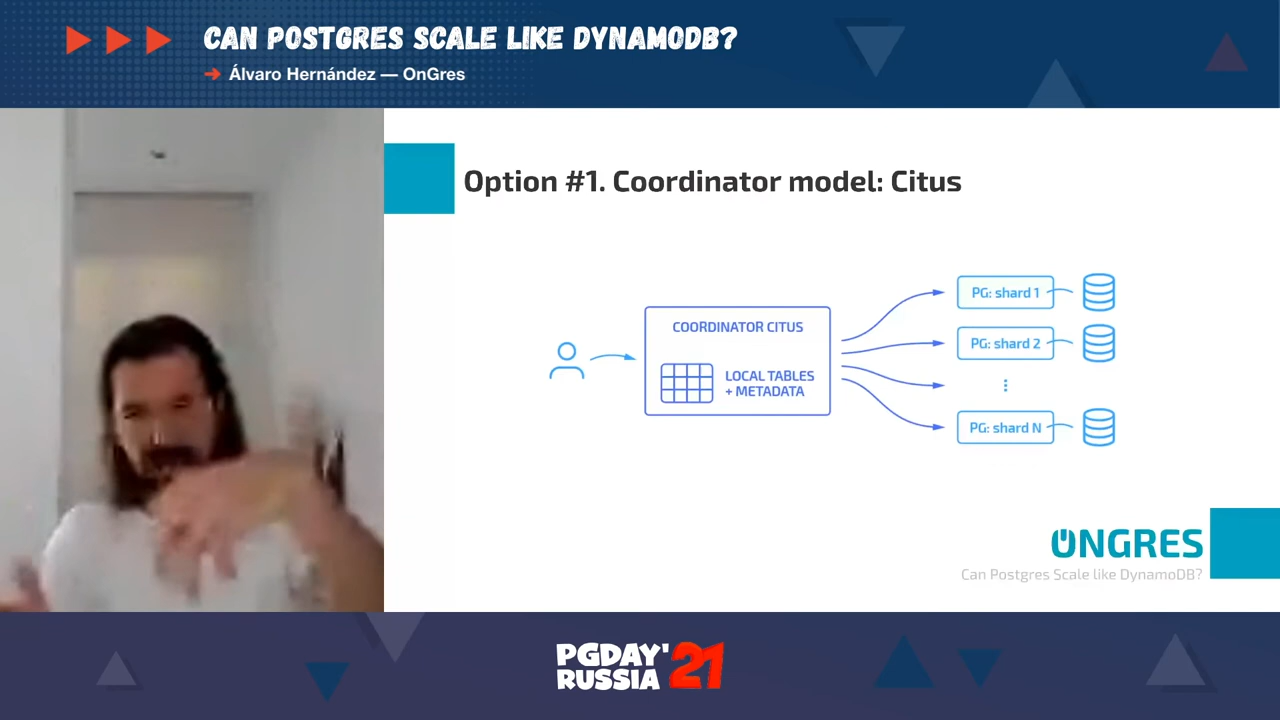 CAN POSTGRES SCALE LIKE DYNAMODB?
Álvaro Hernández — OnGres
Option #1. Coordinator model: Citus
COORDINATOR CITUS
LOCAL TABLES
+ METADATA
PG: shard 1
PG: shard 2
PG: shard N
ONGRES
Can Postgres Scale like DynamoDB?
PGDAY'21
RUSSIA